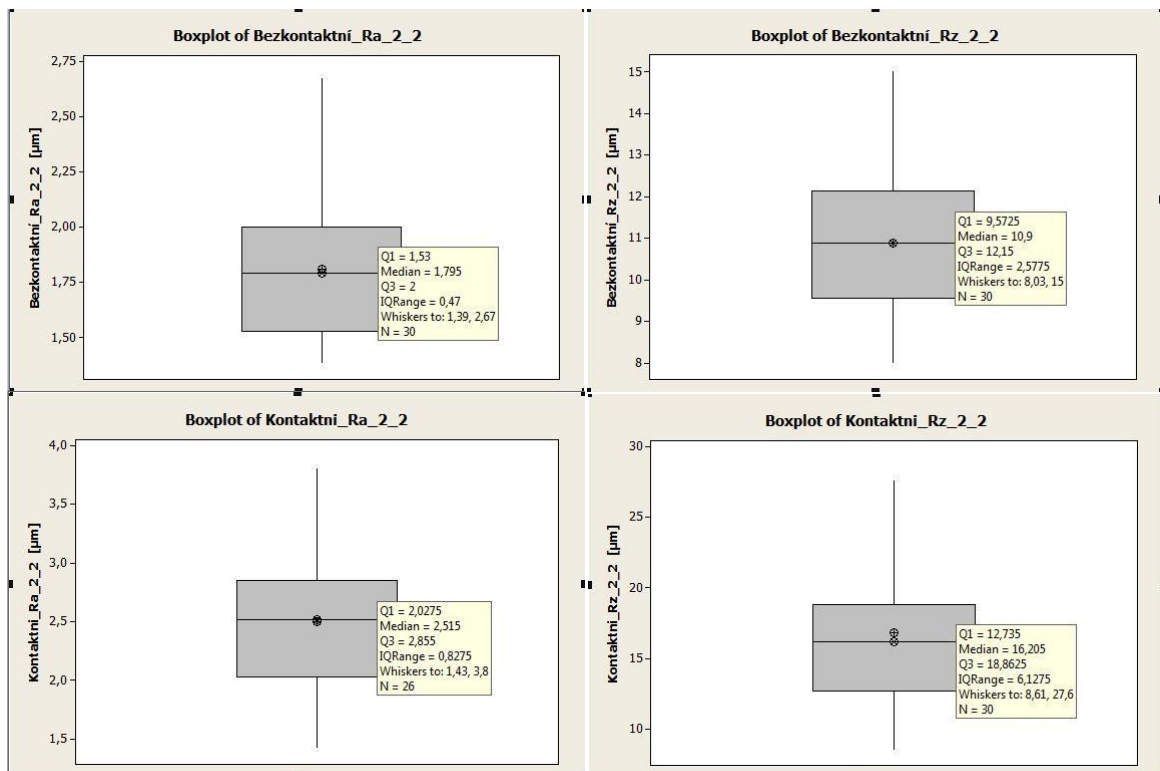 Boxplot of Bezkontaktní_Ra_2_2
Bezkontaktní_Ra_2_2 [µm]
2,75
2,50
2,25
2,00
1,75
1,50
Q1 = 1,53
Median = 1,795
Q3 = 2
IQRange = 0,47
Whiskers to: 1,39, 2,67
N = 30
Boxplot of Bezkontaktní_Rz_2_2
Bezkontaktní_Rz_2_2 [µm]
15
14
13
12
11
10
9
8
Q1 = 9,5725
Median = 10,9
Q3 = 12,15
IQRange = 2,5775
Whiskers to: 8,03, 15
N = 30
Boxplot of Kontaktni_Ra_2_2
Kontaktni_Ra_2_2 [µm]
4,0
3,5
3,0
2,5
2,0
1,5
Q1 = 2,0275
Median = 2,515
Q3 = 2,855
IQRange = 0,8275
Whiskers to: 1,43, 3,8
N = 26
Boxplot of Kontaktni_Rz_2_2
Kontaktni_Rz_2_2 [µm]
30
25
20
15
10
Q1 = 12,735
Median = 16,205
Q3 = 18,8625
IQRange = 6,1275
Whiskers to: 8,61, 27,6
N = 30